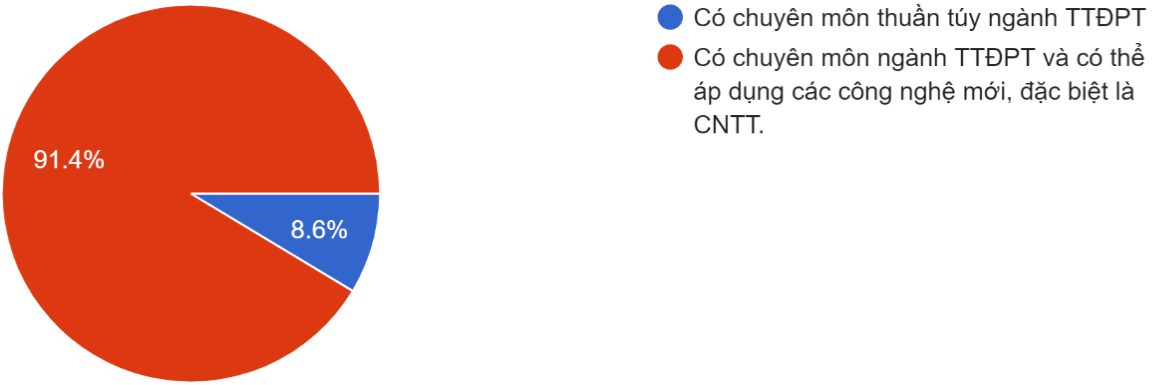 Có chuyên môn thuần túy ngành TTĐPT
Có chuyên môn ngành TTĐPT và có thể
áp dụng các công nghệ mới, đặc biệt là
CNTT.
91.4%
8.6%